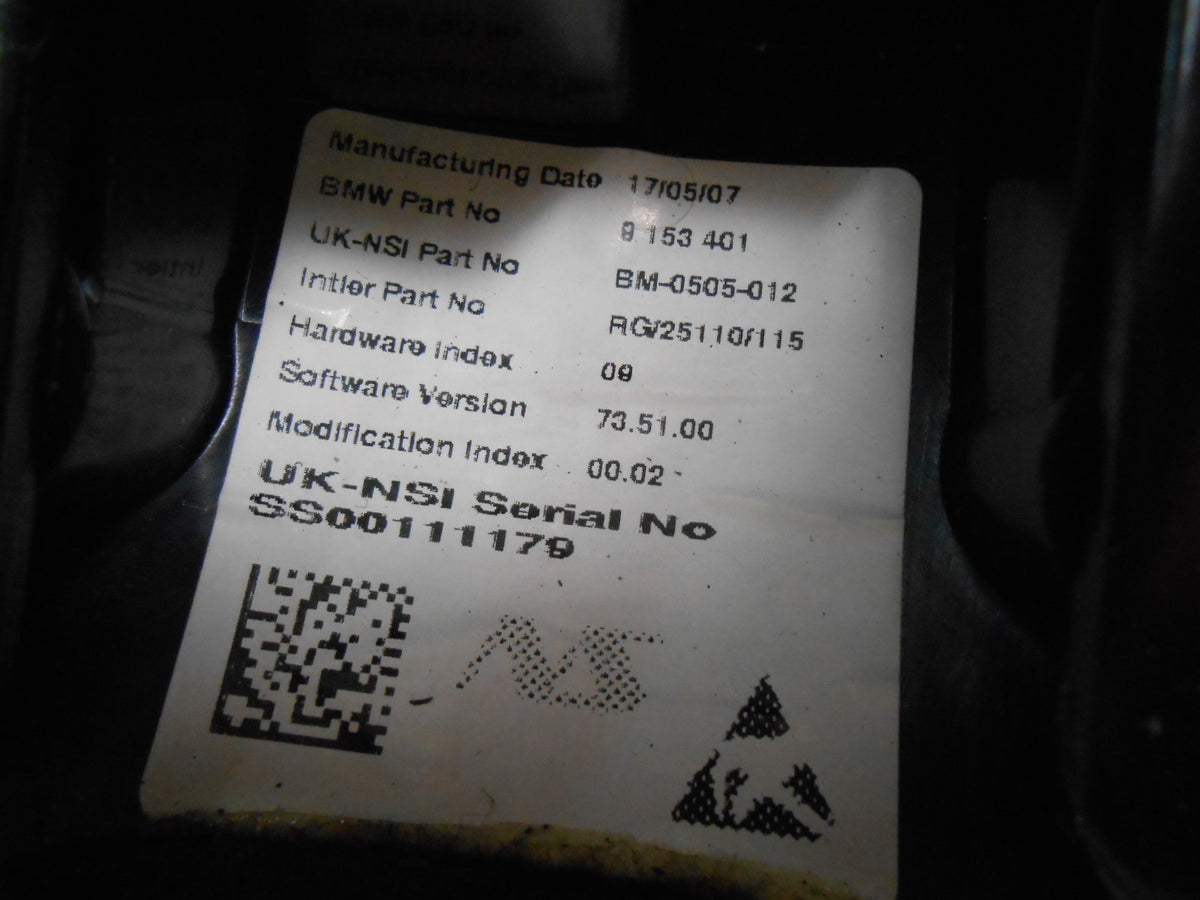 Manufacturing Date 17/05/07
BMW Part No 9 153 401
UK-NSI Part No BM-0505-012
Intier Part No RG/25110/115
Hardware Index 09
Software Version 73.51.00
Modification Index 00.02
UK-NSI Serial No
SS00111179
NS
Intier